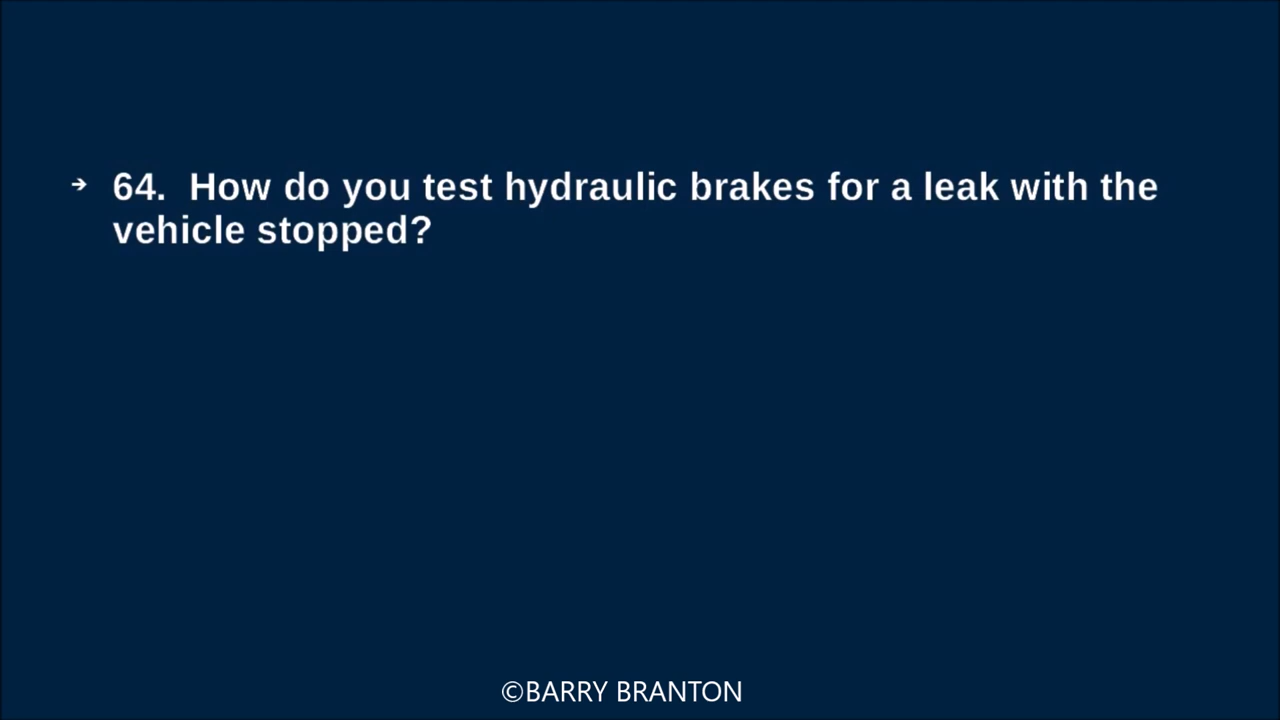 → 64. How do you test hydraulic brakes for a leak with the
vehicle stopped?
©BARRY BRANTON